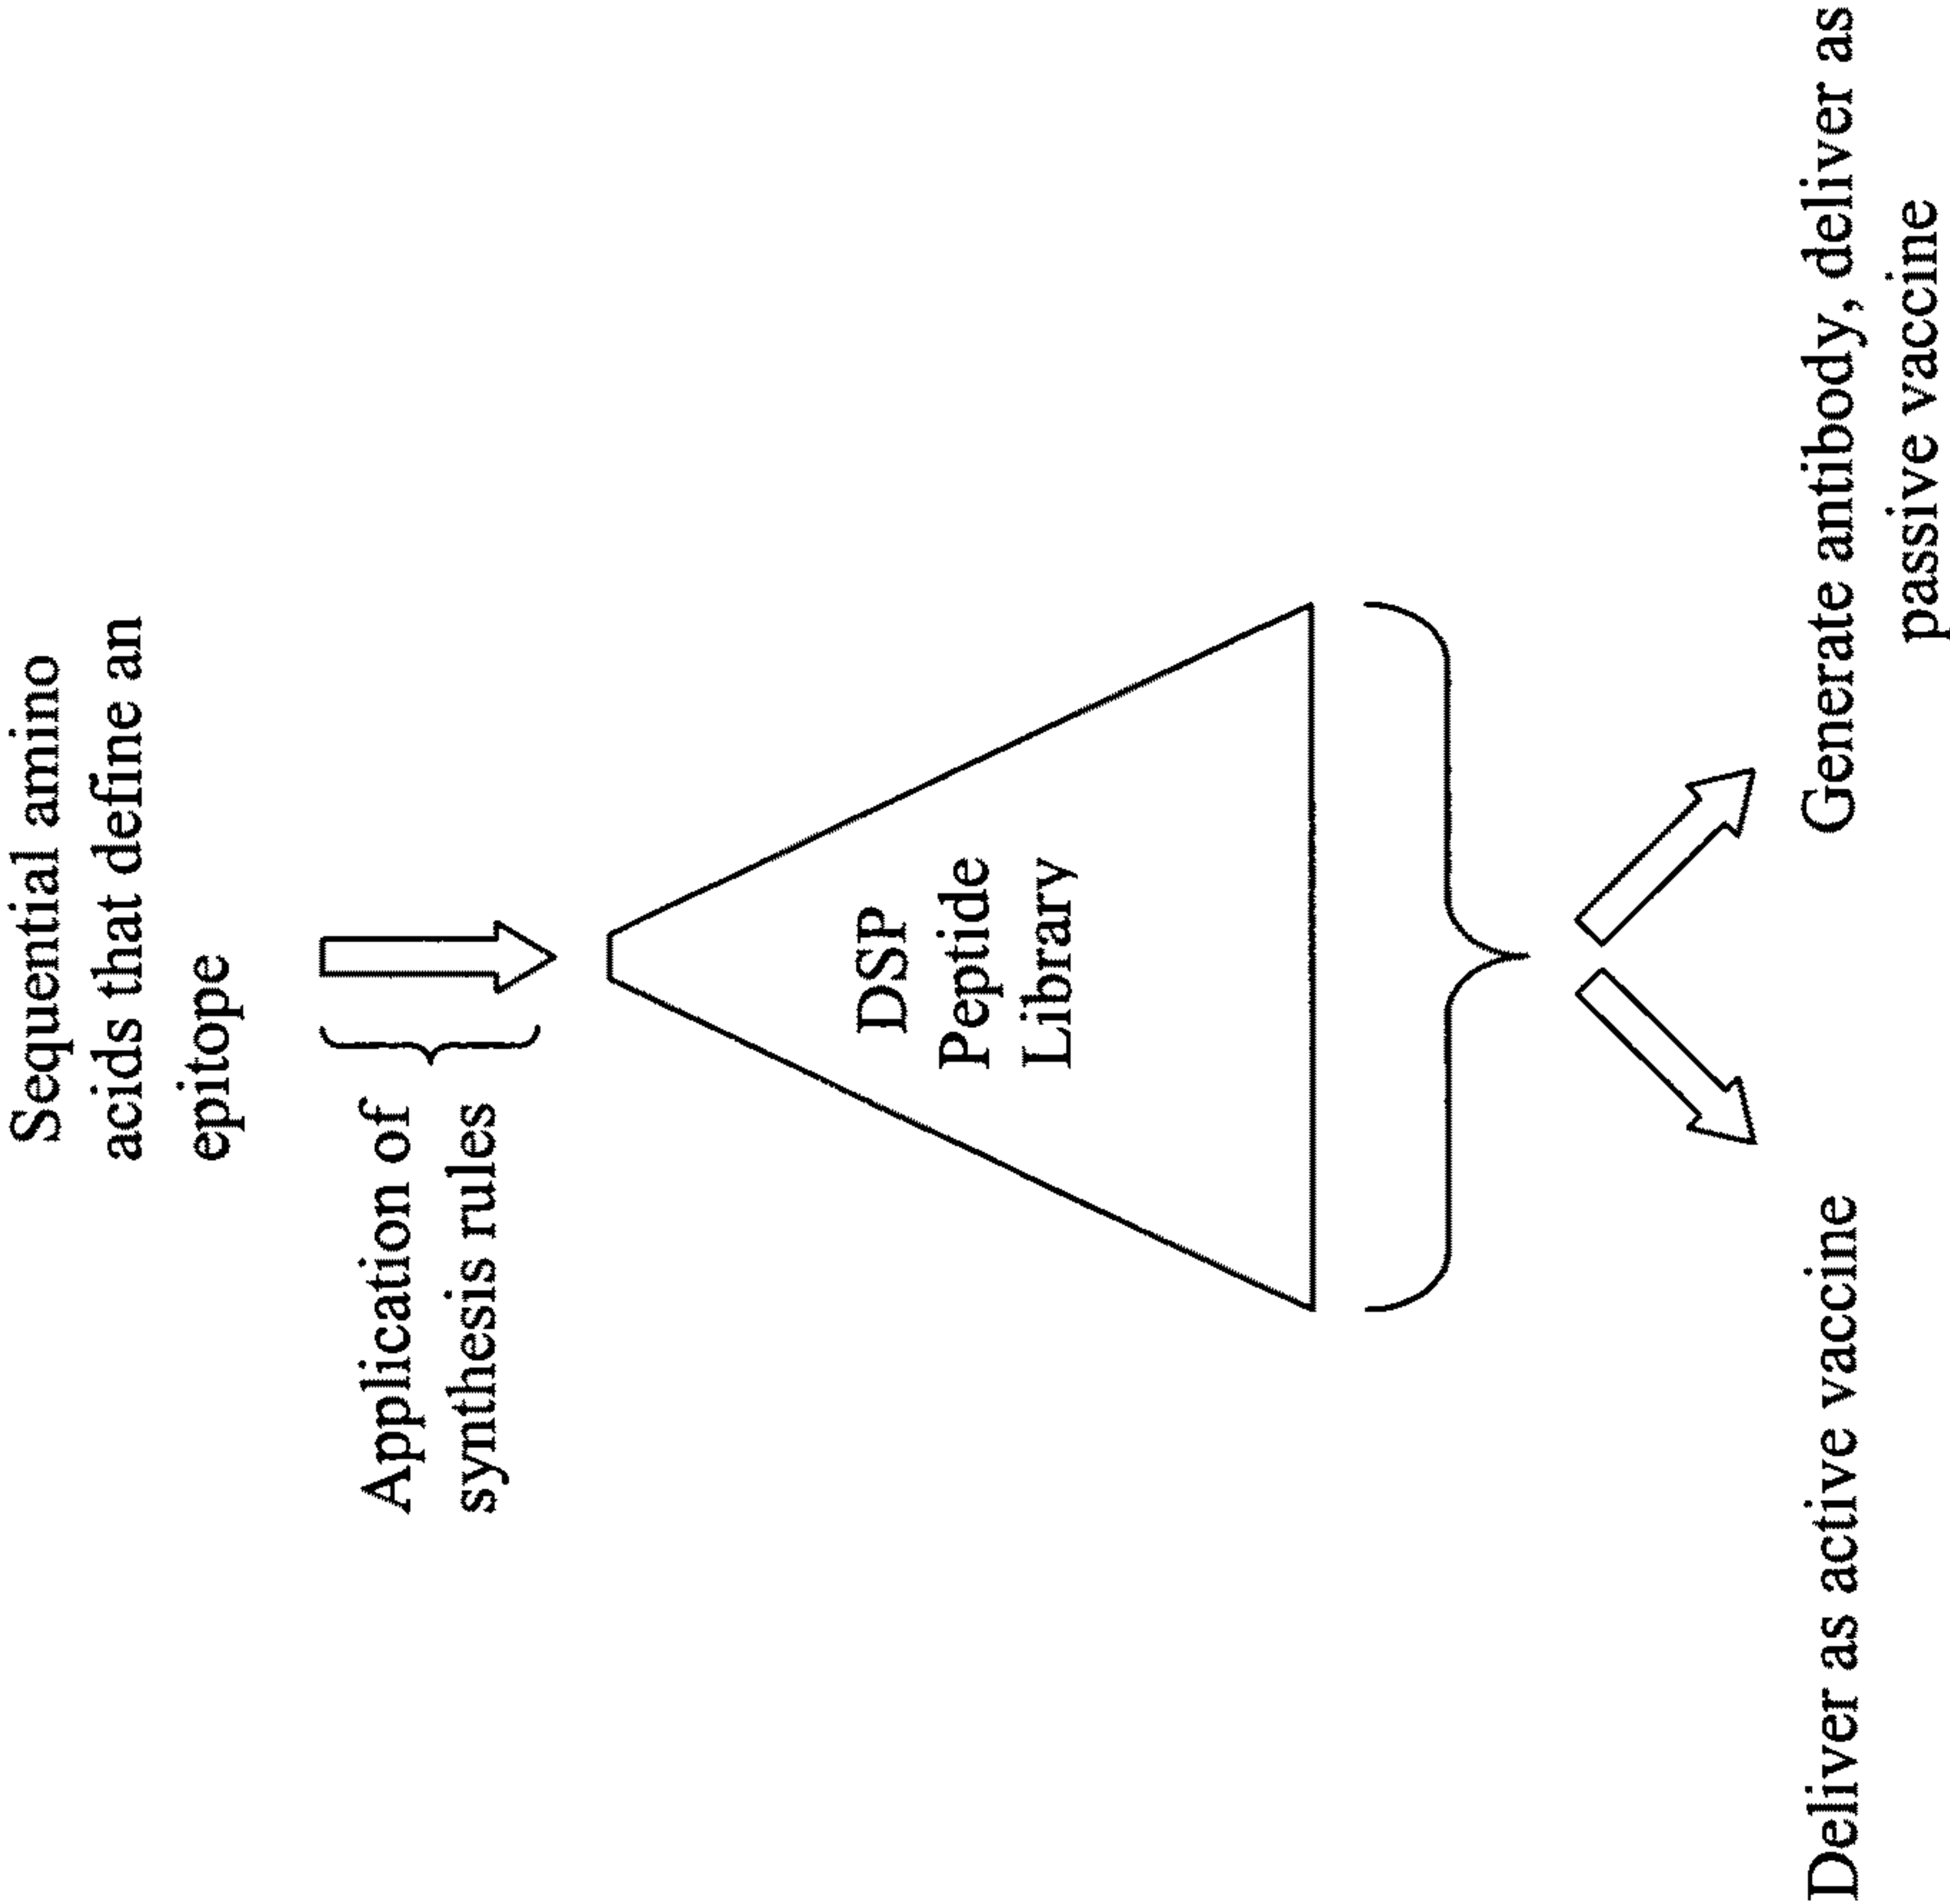 Sequential amino
acids that define an
epitope
Application of
synthesis rules
DSP
Peptide
Library
Deliver as active vaccine
Generate antibody, deliver as
passive vaccine